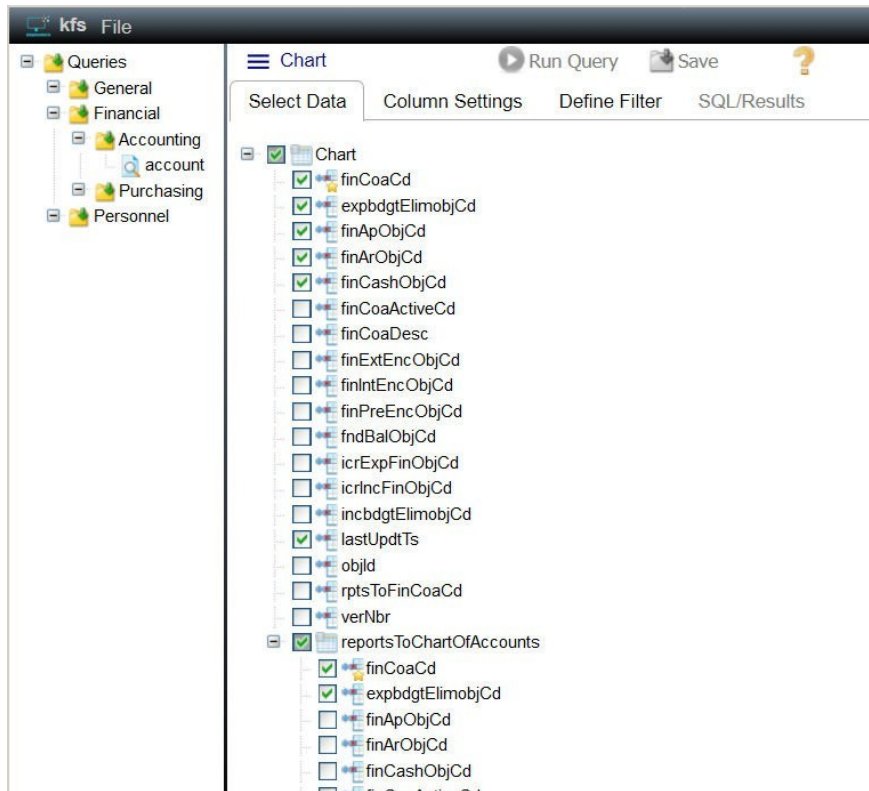 kfs File
Queries
General
Financial
Accounting
account
Purchasing
Personnel
Chart Run Query Save
Select Data Column Settings Define Filter SQL/Results
Chart
finCoaCd
expbdgtElimobjCd
finApObjCd
finArObjCd
finCashObjCd
finCoaActiveCd
finCoaDesc
finExtEncObjCd
finIntEncObjCd
finPreEncObjCd
fndBalObjCd
icrExpFinObjCd
icrIncFinObjCd
incbdgtElimobjCd
lastUpdtTs
objId
rptsToFinCoaCd
verNbr
reportsToChartOfAccounts
finCoaCd
expbdgtElimobjCd
finApObjCd
finArObjCd
finCashObjCd